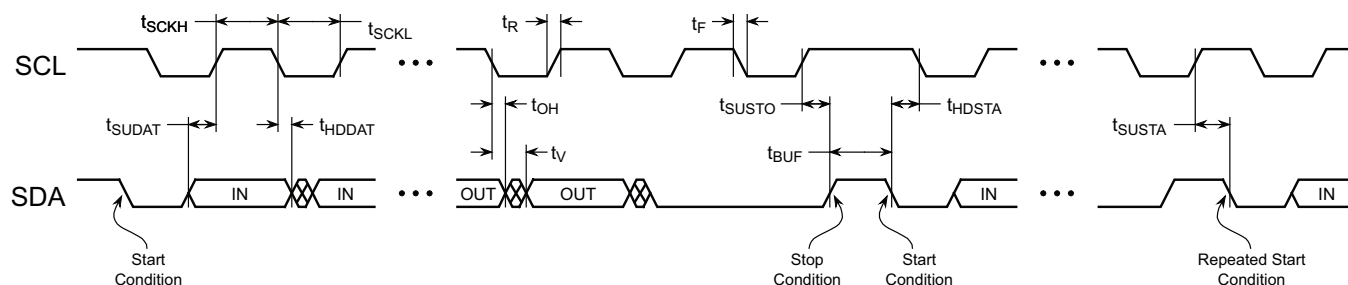 tSCKH
tSCKL
tR
tF
SCL
tOH
tSUSTO
tHDSTA
tSUDAT
tHDDAT
tSUSTA
tV
tBUF
SDA
IN
IN
OUT
OUT
IN
IN
Start
Condition
Stop
Condition
Start
Condition
Repeated Start
Condition